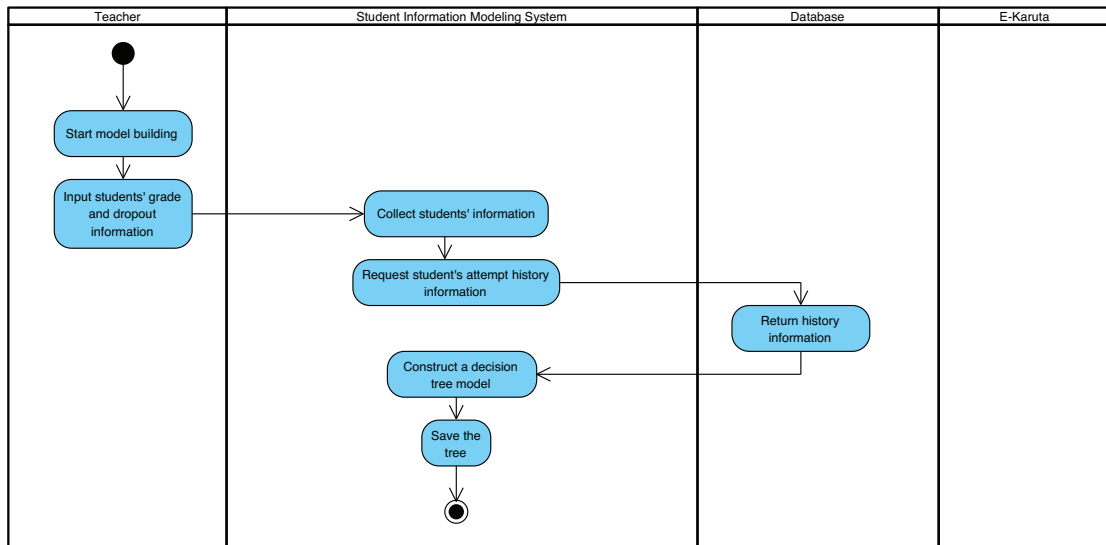 Teacher
Student Information Modeling System
Database
E-Karuta
Start model building
Input students' grade
and dropout
information
Collect students' information
Request student's attempt history
information
Return history
information
Construct a decision
tree model
Save the
tree